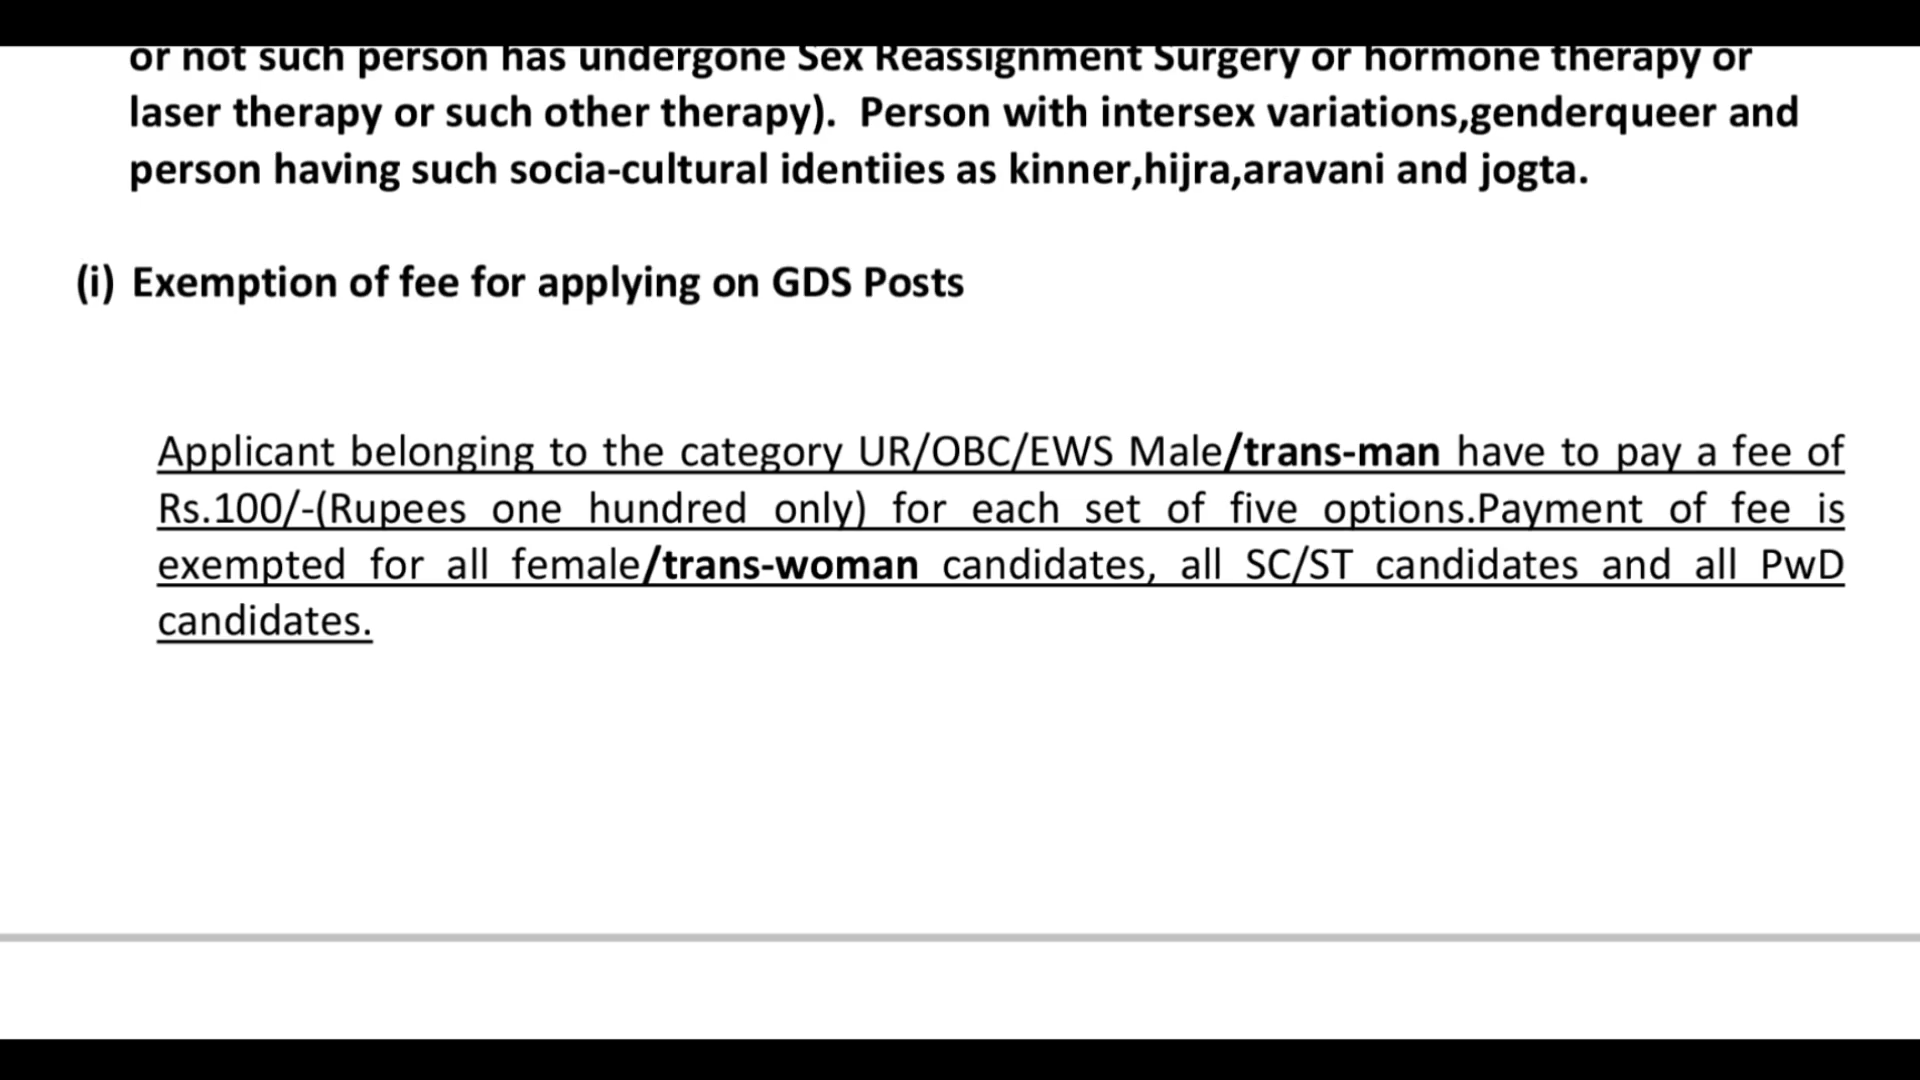 or not such person has undergone Sex Reassignment Surgery or hormone therapy or
laser therapy or such other therapy).  Person with intersex variations,genderqueer and
person having such socia-cultural identiies as kinner,hijra,aravani and jogta.
(i) Exemption of fee for applying on GDS Posts
Applicant belonging to the category UR/OBC/EWS Male/trans-man have to pay a fee of
Rs.100/-(Rupees one hundred only) for each set of five options.Payment of fee is
exempted for all female/trans-woman candidates, all SC/ST candidates and all PwD
candidates.